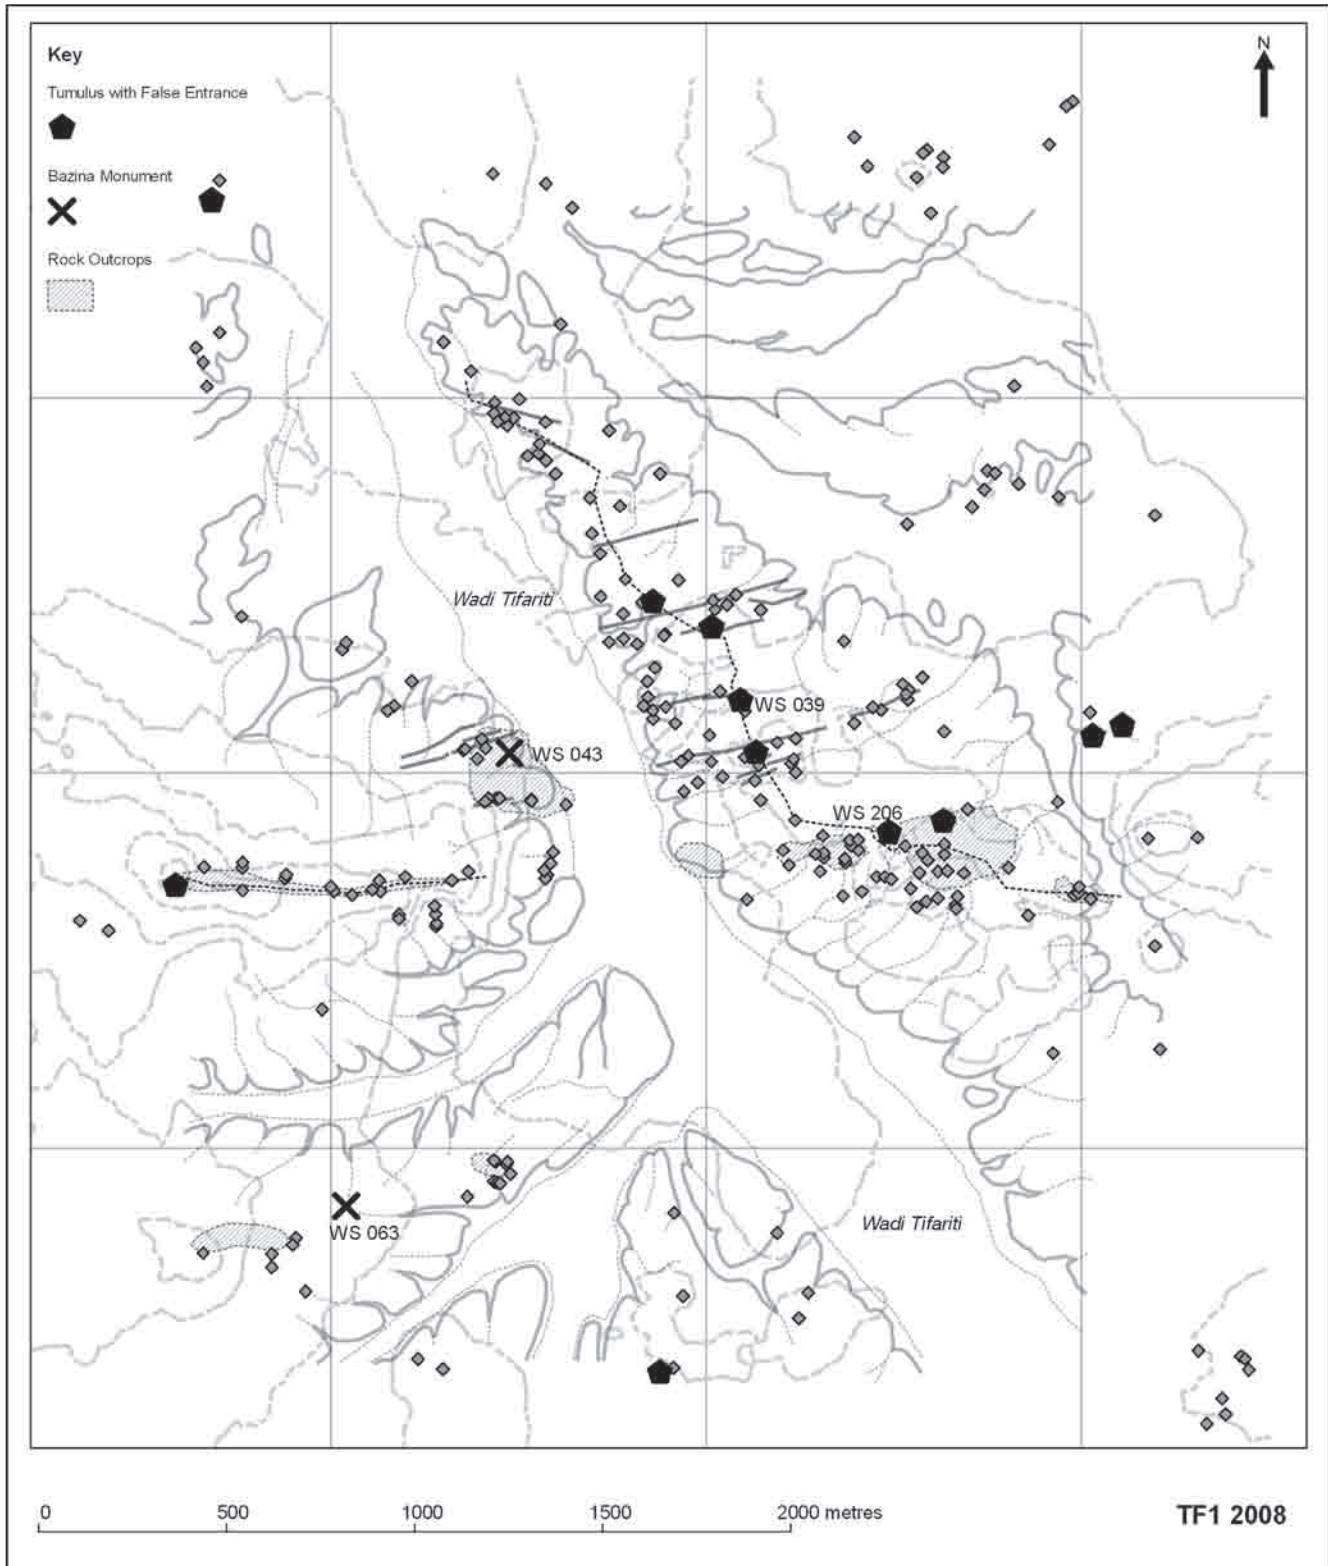 Key
N
Tumulus with False Entrance
Bazina Monument
Rock Outcrops
Wadi Tifariti
WS 039
WS 043
WS 206
WS 063
Wadi Tifariti
0 500 1000 1500 2000 metres
TF1 2008